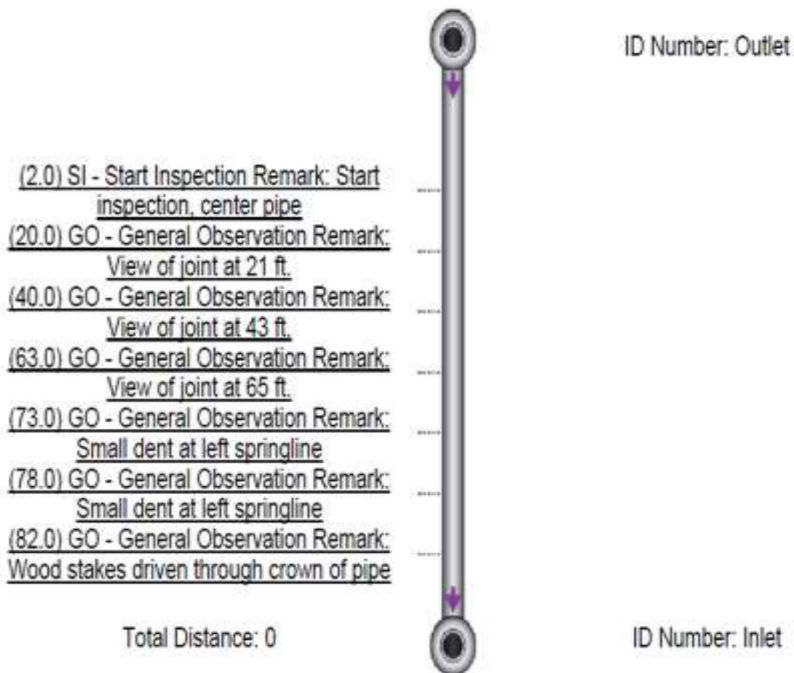 ID Number: Outlet
(2.0) SI - Start Inspection Remark: Start
inspection, center pipe
(20.0) GO - General Observation Remark:
View of joint at 21 ft.
(40.0) GO - General Observation Remark:
View of joint at 43 ft.
(63.0) GO - General Observation Remark:
View of joint at 65 ft.
(73.0) GO - General Observation Remark:
Small dent at left springline
(78.0) GO - General Observation Remark:
Small dent at left springline
(82.0) GO - General Observation Remark:
Wood stakes driven through crown of pipe
Total Distance: 0
ID Number: Inlet